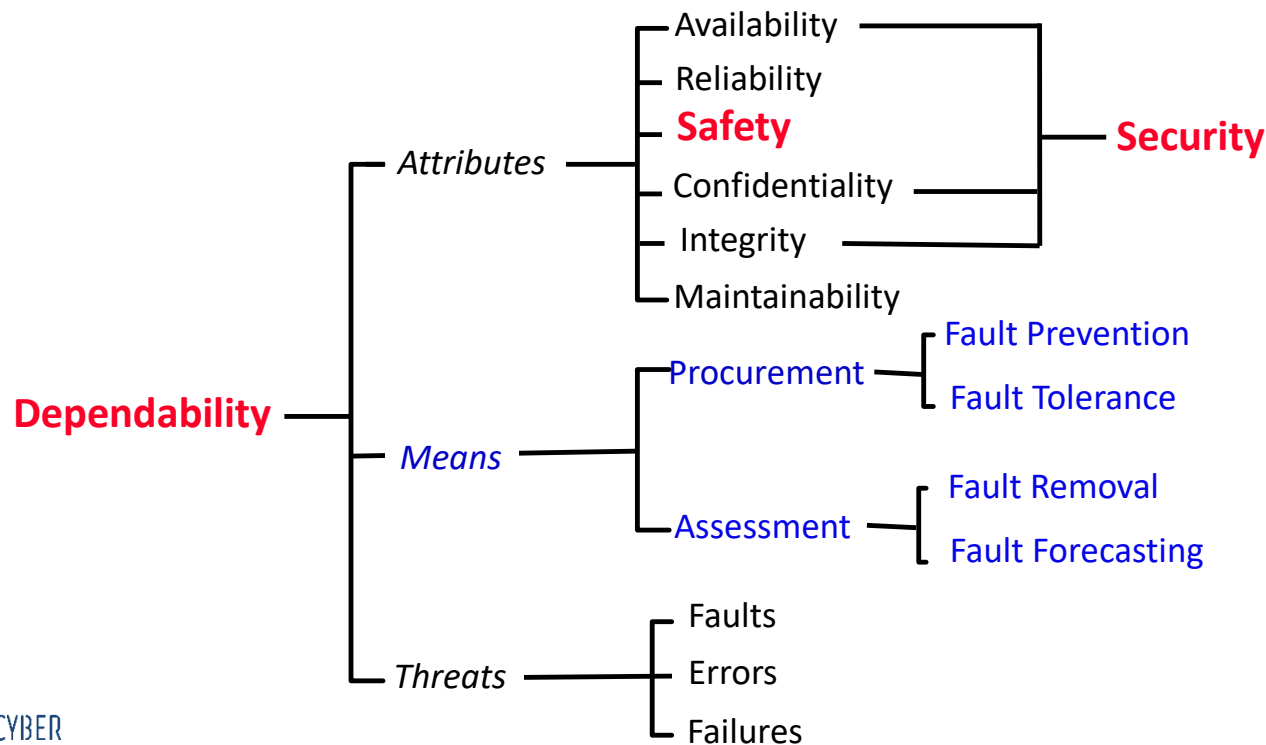 Availability
Reliability
Safety
Security
Attributes
Confidentiality
Integrity
Maintainability
Fault Prevention
Procurement
Fault Tolerance
Dependability
Means
Fault Removal
Assessment
Fault Forecasting
Faults
Threats
Errors
Failures
CYBER